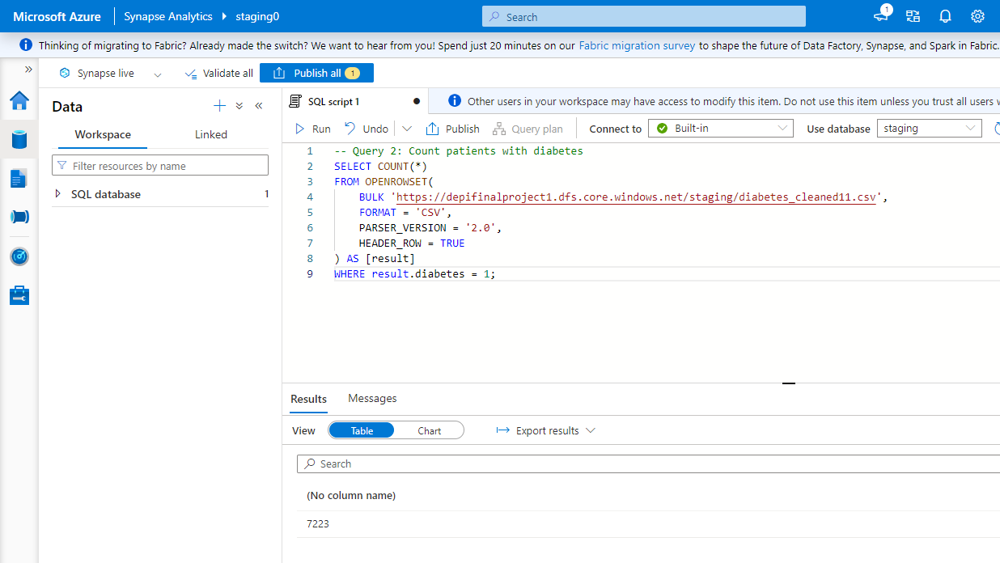 Microsoft Azure
Synapse Analytics
staging0
Search
1
Thinking of migrating to Fabric? Already made the switch? We want to hear from you! Spend just 20 minutes on our Fabric migration survey to shape the future of Data Factory, Synapse, and Spark in Fabric.
Synapse live
Validate all
Publish all 1
Data
Workspace
Linked
Filter resources by name
SQL database 1
SQL script 1
Other users in your workspace may have access to modify this item. Do not use this item unless you trust all users
Run
Undo
Publish
Query plan
Connect to
Built-in
Use database
staging
1 -- Query 2: Count patients with diabetes
2 SELECT COUNT(*)
3 FROM OPENROWSET(
4 BULK 'https://depifinalproject1.dfs.core.windows.net/staging/diabetes_cleaned11.csv',
5 FORMAT = 'CSV',
6 PARSER_VERSION = '2.0',
7 HEADER_ROW = TRUE
8 ) AS [result]
9 WHERE result.diabetes = 1;
Results
Messages
View
Table
Chart
Export results
Search
(No column name)
7223